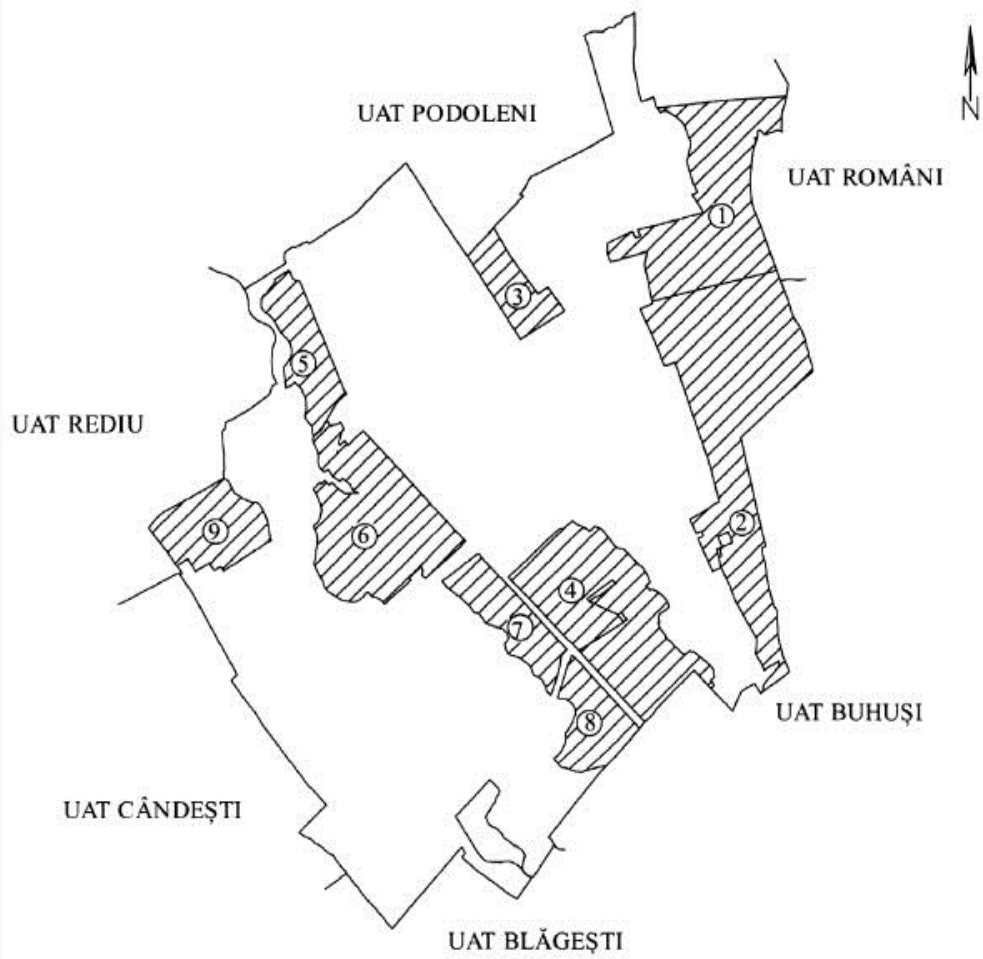 UAT PODOLENI
N
UAT ROMÂNI
1
3
5
UAT REDIU
9
6
2
4
7
8
UAT BUHUȘI
UAT CÂNDEȘTI
UAT BLĂGEȘTI